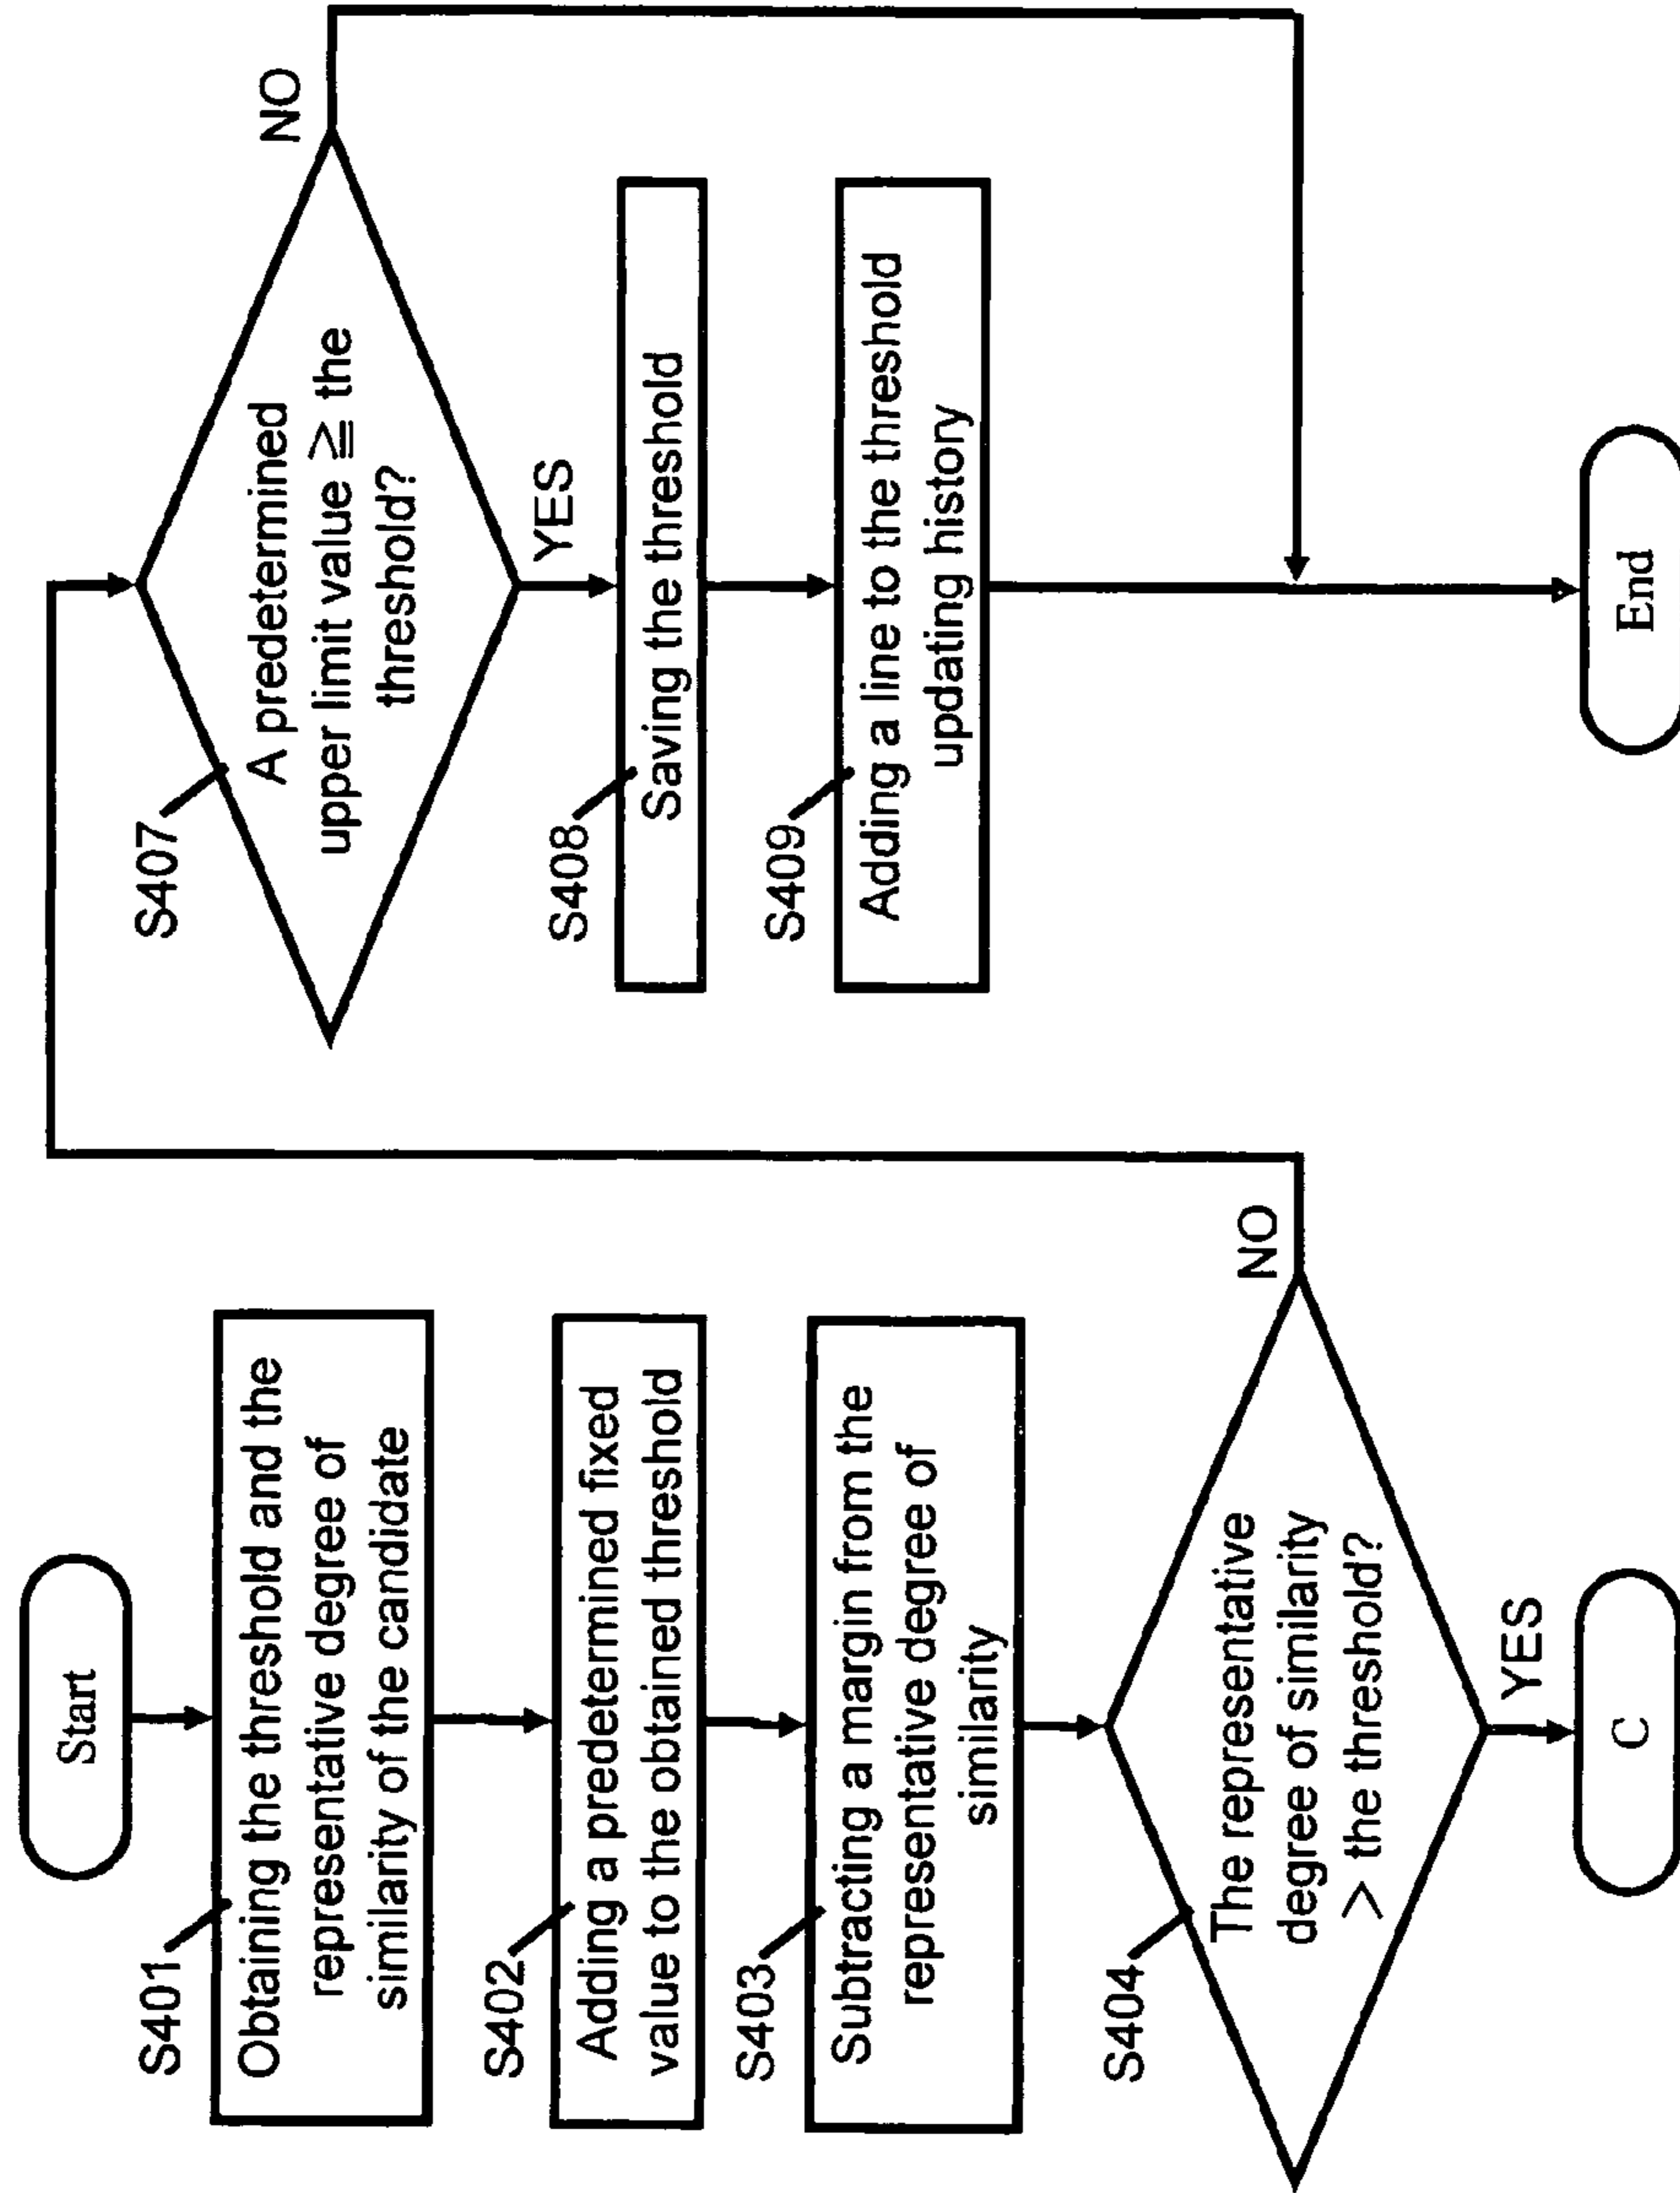 Start
S401
Obtaining the threshold and the
representative degree of
similarity of the candidate
S402
Adding a predetermined fixed
value to the obtained threshold
S403
Subtracting a margin from the
representative degree of
similarity
S404
The representative
degree of similarity
> the threshold?
NO
YES
C
S407
A predetermined
upper limit value ≧ the
threshold?
NO
YES
S408
Saving the threshold
S409
Adding a line to the threshold
updating history
End